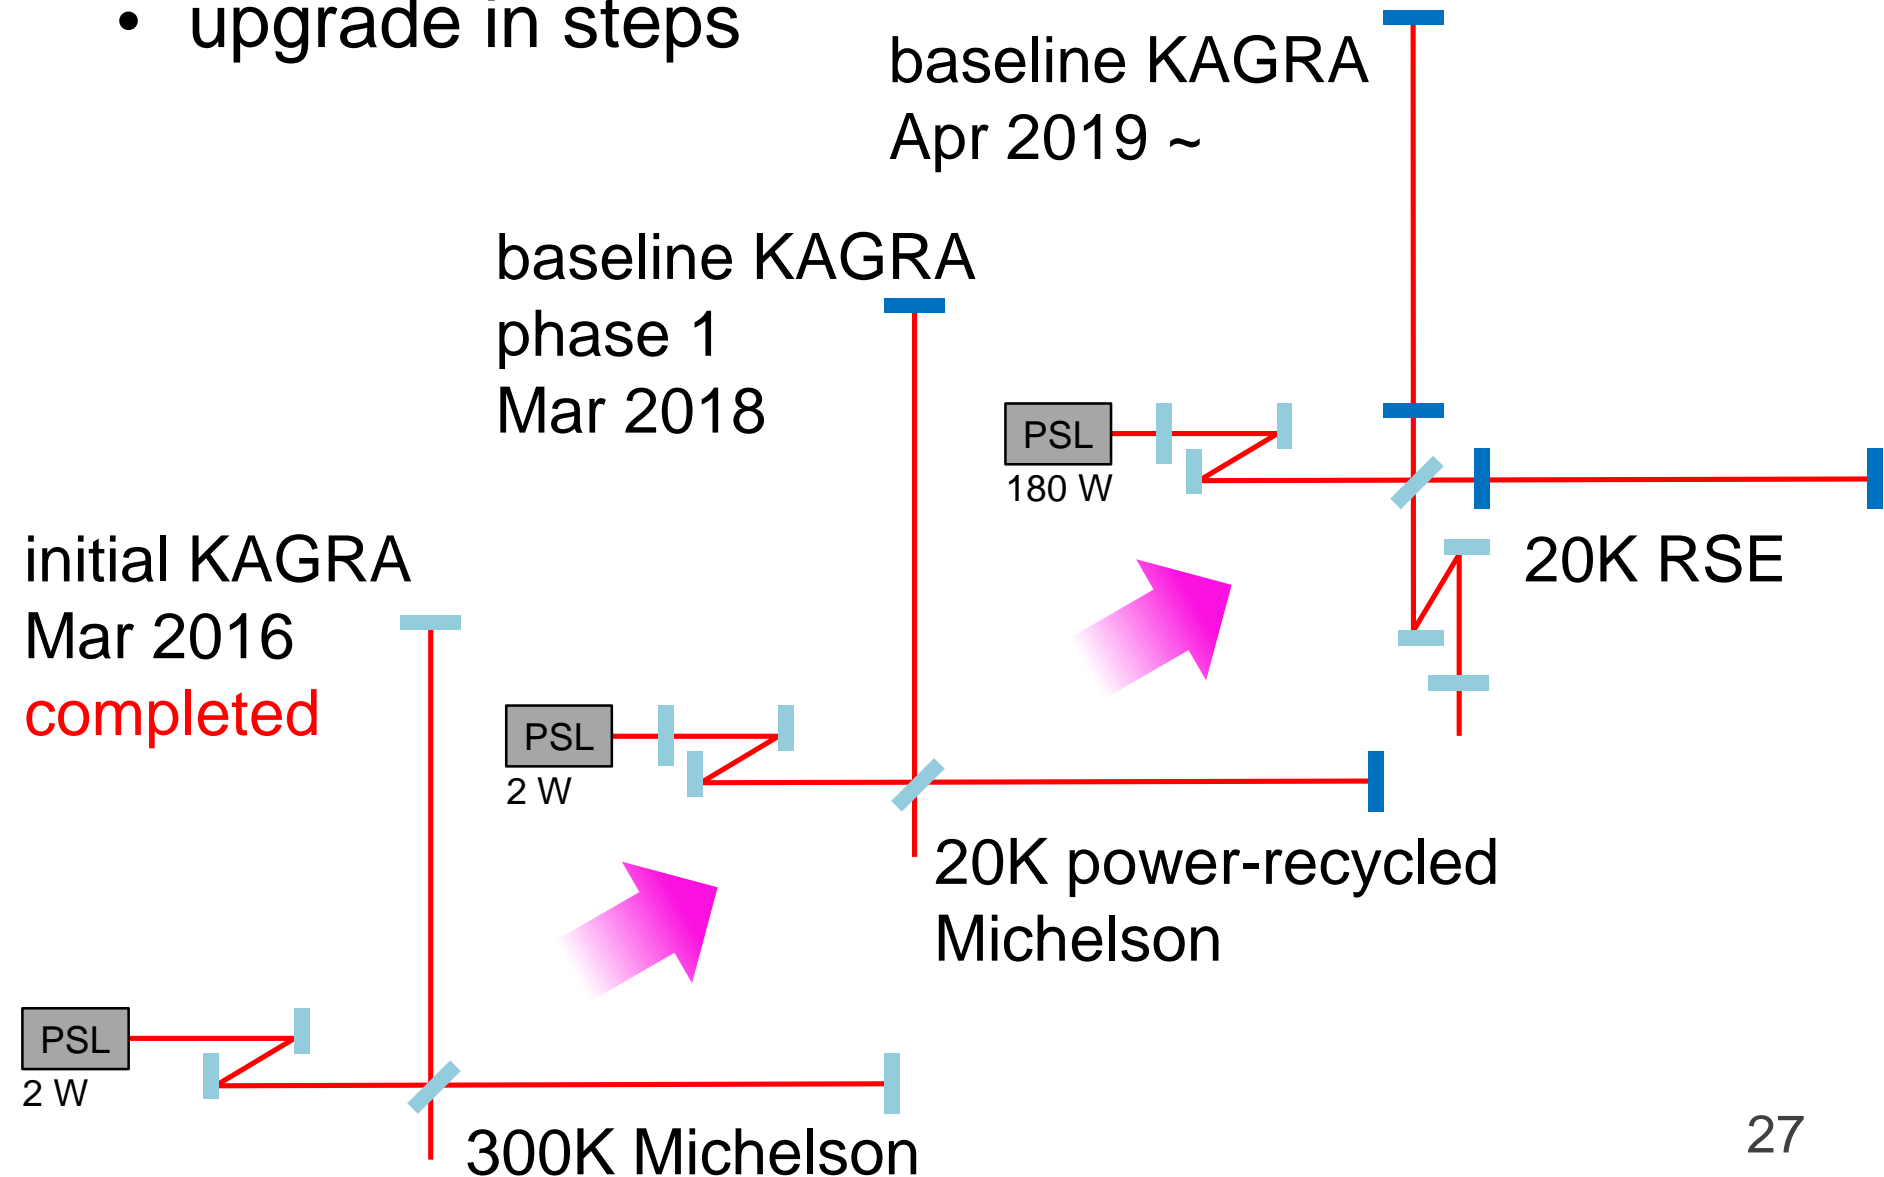 • upgrade in steps
baseline KAGRA
Apr 2019 ~
baseline KAGRA
phase 1
Mar 2018
PSL
180 W
20K RSE
initial KAGRA
Mar 2016
completed
PSL
2 W
20K power-recycled
Michelson
PSL
2 W
300K Michelson
27